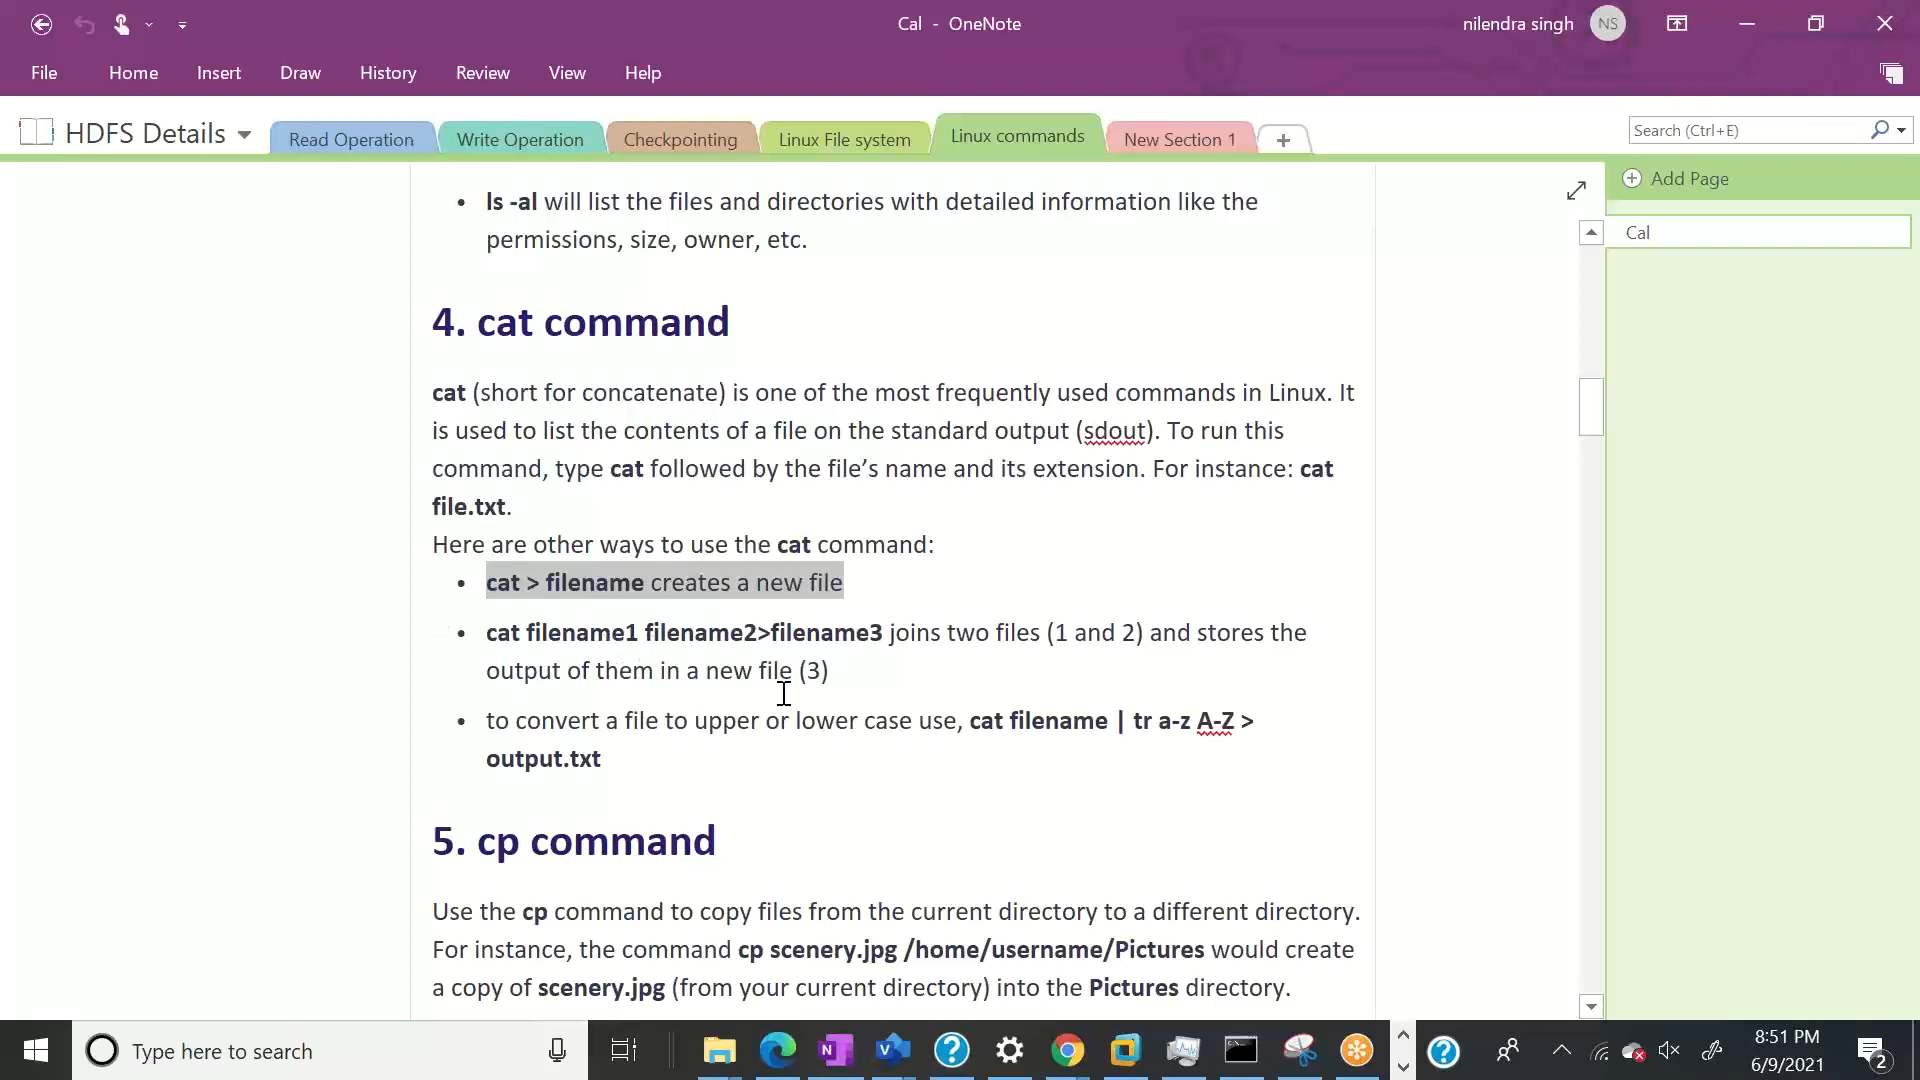 Cal - OneNote
nilendra singh
NS
File
Home
Insert
Draw
History
Review
View
Help
HDFS Details
Read Operation
Write Operation
Checkpointing
Linux File system
Linux commands
New Section 1
+
Search (Ctrl+E)
Add Page
Cal
• ls -al will list the files and directories with detailed information like the
permissions, size, owner, etc.
4. cat command
cat (short for concatenate) is one of the most frequently used commands in Linux. It
is used to list the contents of a file on the standard output (sdout). To run this
command, type cat followed by the file’s name and its extension. For instance: cat
file.txt.
Here are other ways to use the cat command:
• cat > filename creates a new file
• cat filename1 filename2>filename3 joins two files (1 and 2) and stores the
output of them in a new file (3)
• to convert a file to upper or lower case use, cat filename | tr a-z A-Z >
output.txt
5. cp command
Use the cp command to copy files from the current directory to a different directory.
For instance, the command cp scenery.jpg /home/username/Pictures would create
a copy of scenery.jpg (from your current directory) into the Pictures directory.
Type here to search
8:51 PM
6/9/2021
2